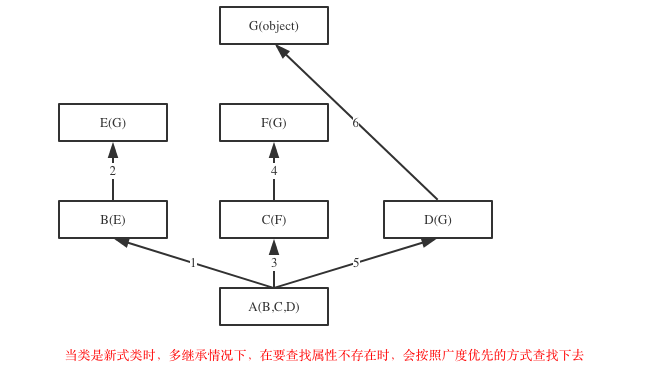 G(object)
E(G)
F(G)
6
2
4
B(E)
C(F)
D(G)
1
3
5
A(B,C,D)
当类是新式类时，多继承情况下，在要查找属性不存在时，会按照广度优先的方式查找下去